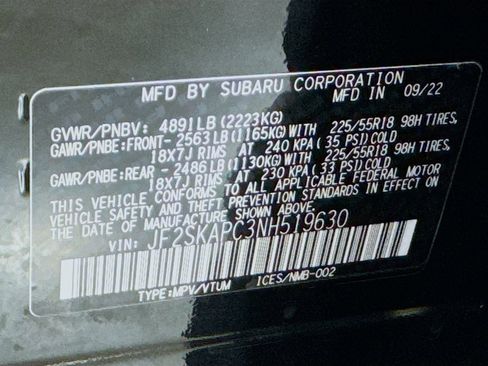 MFD BY SUBARU CORPORATION
MFD IN 09/22
GVWR/PNBV: 4891LB(2223KG)
GAWR/PNBE:FRONT-2563LB(1165KG)WITH 225/55R18 98H TIRES,
18X7J RIMS AT 240 KPA(35 PSI)COLD
GAWR/PNBE:REAR -2486LB(1130KG)WITH 225/55R18 98H TIRES,
18X7J RIMS AT 230 KPA(33 PSI)COLD
THIS VEHICLE CONFORMS TO ALL APPLICABLE FEDERAL MOTOR
VEHICLE SAFETY AND THEFT PREVENTION STANDARDS IN EFFECT ON
THE DATE OF MANUFACTURE SHOWN ABOVE.
VIN: JF2SKAPC3NH519630
TYPE:MPV/VTUM ICES/NMB-002